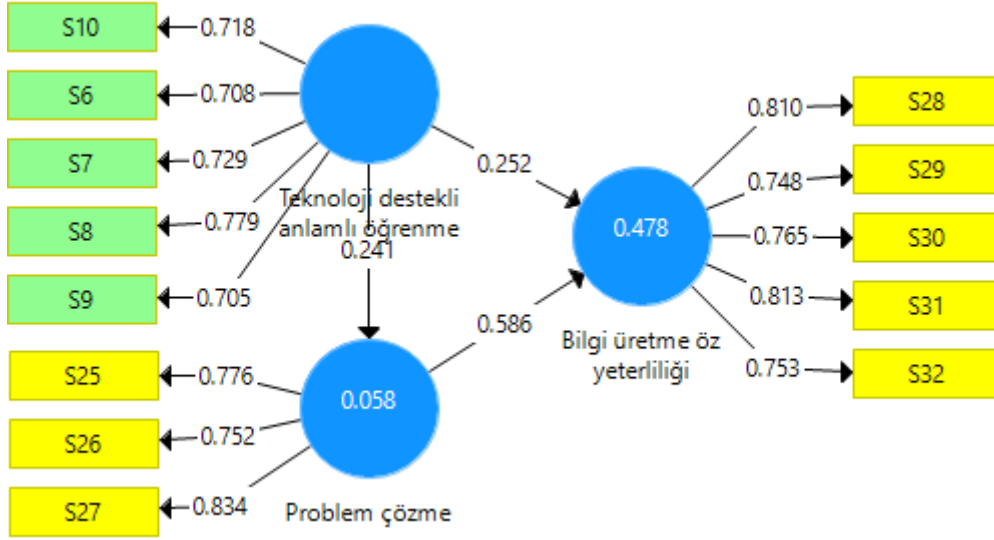 S10
0.718
S6
0.708
S7
0.729
S8
0.779
S9
0.705
Teknoloji destekli
anlamlı öğrenme
0.241
0.252
S25
0.776
S26
0.752
S27
0.834
0.058
Problem çözme
0.586
0.478
Bilgi üretme öz
yeterliliği
0.810
S28
0.748
S29
0.765
S30
0.813
S31
0.753
S32